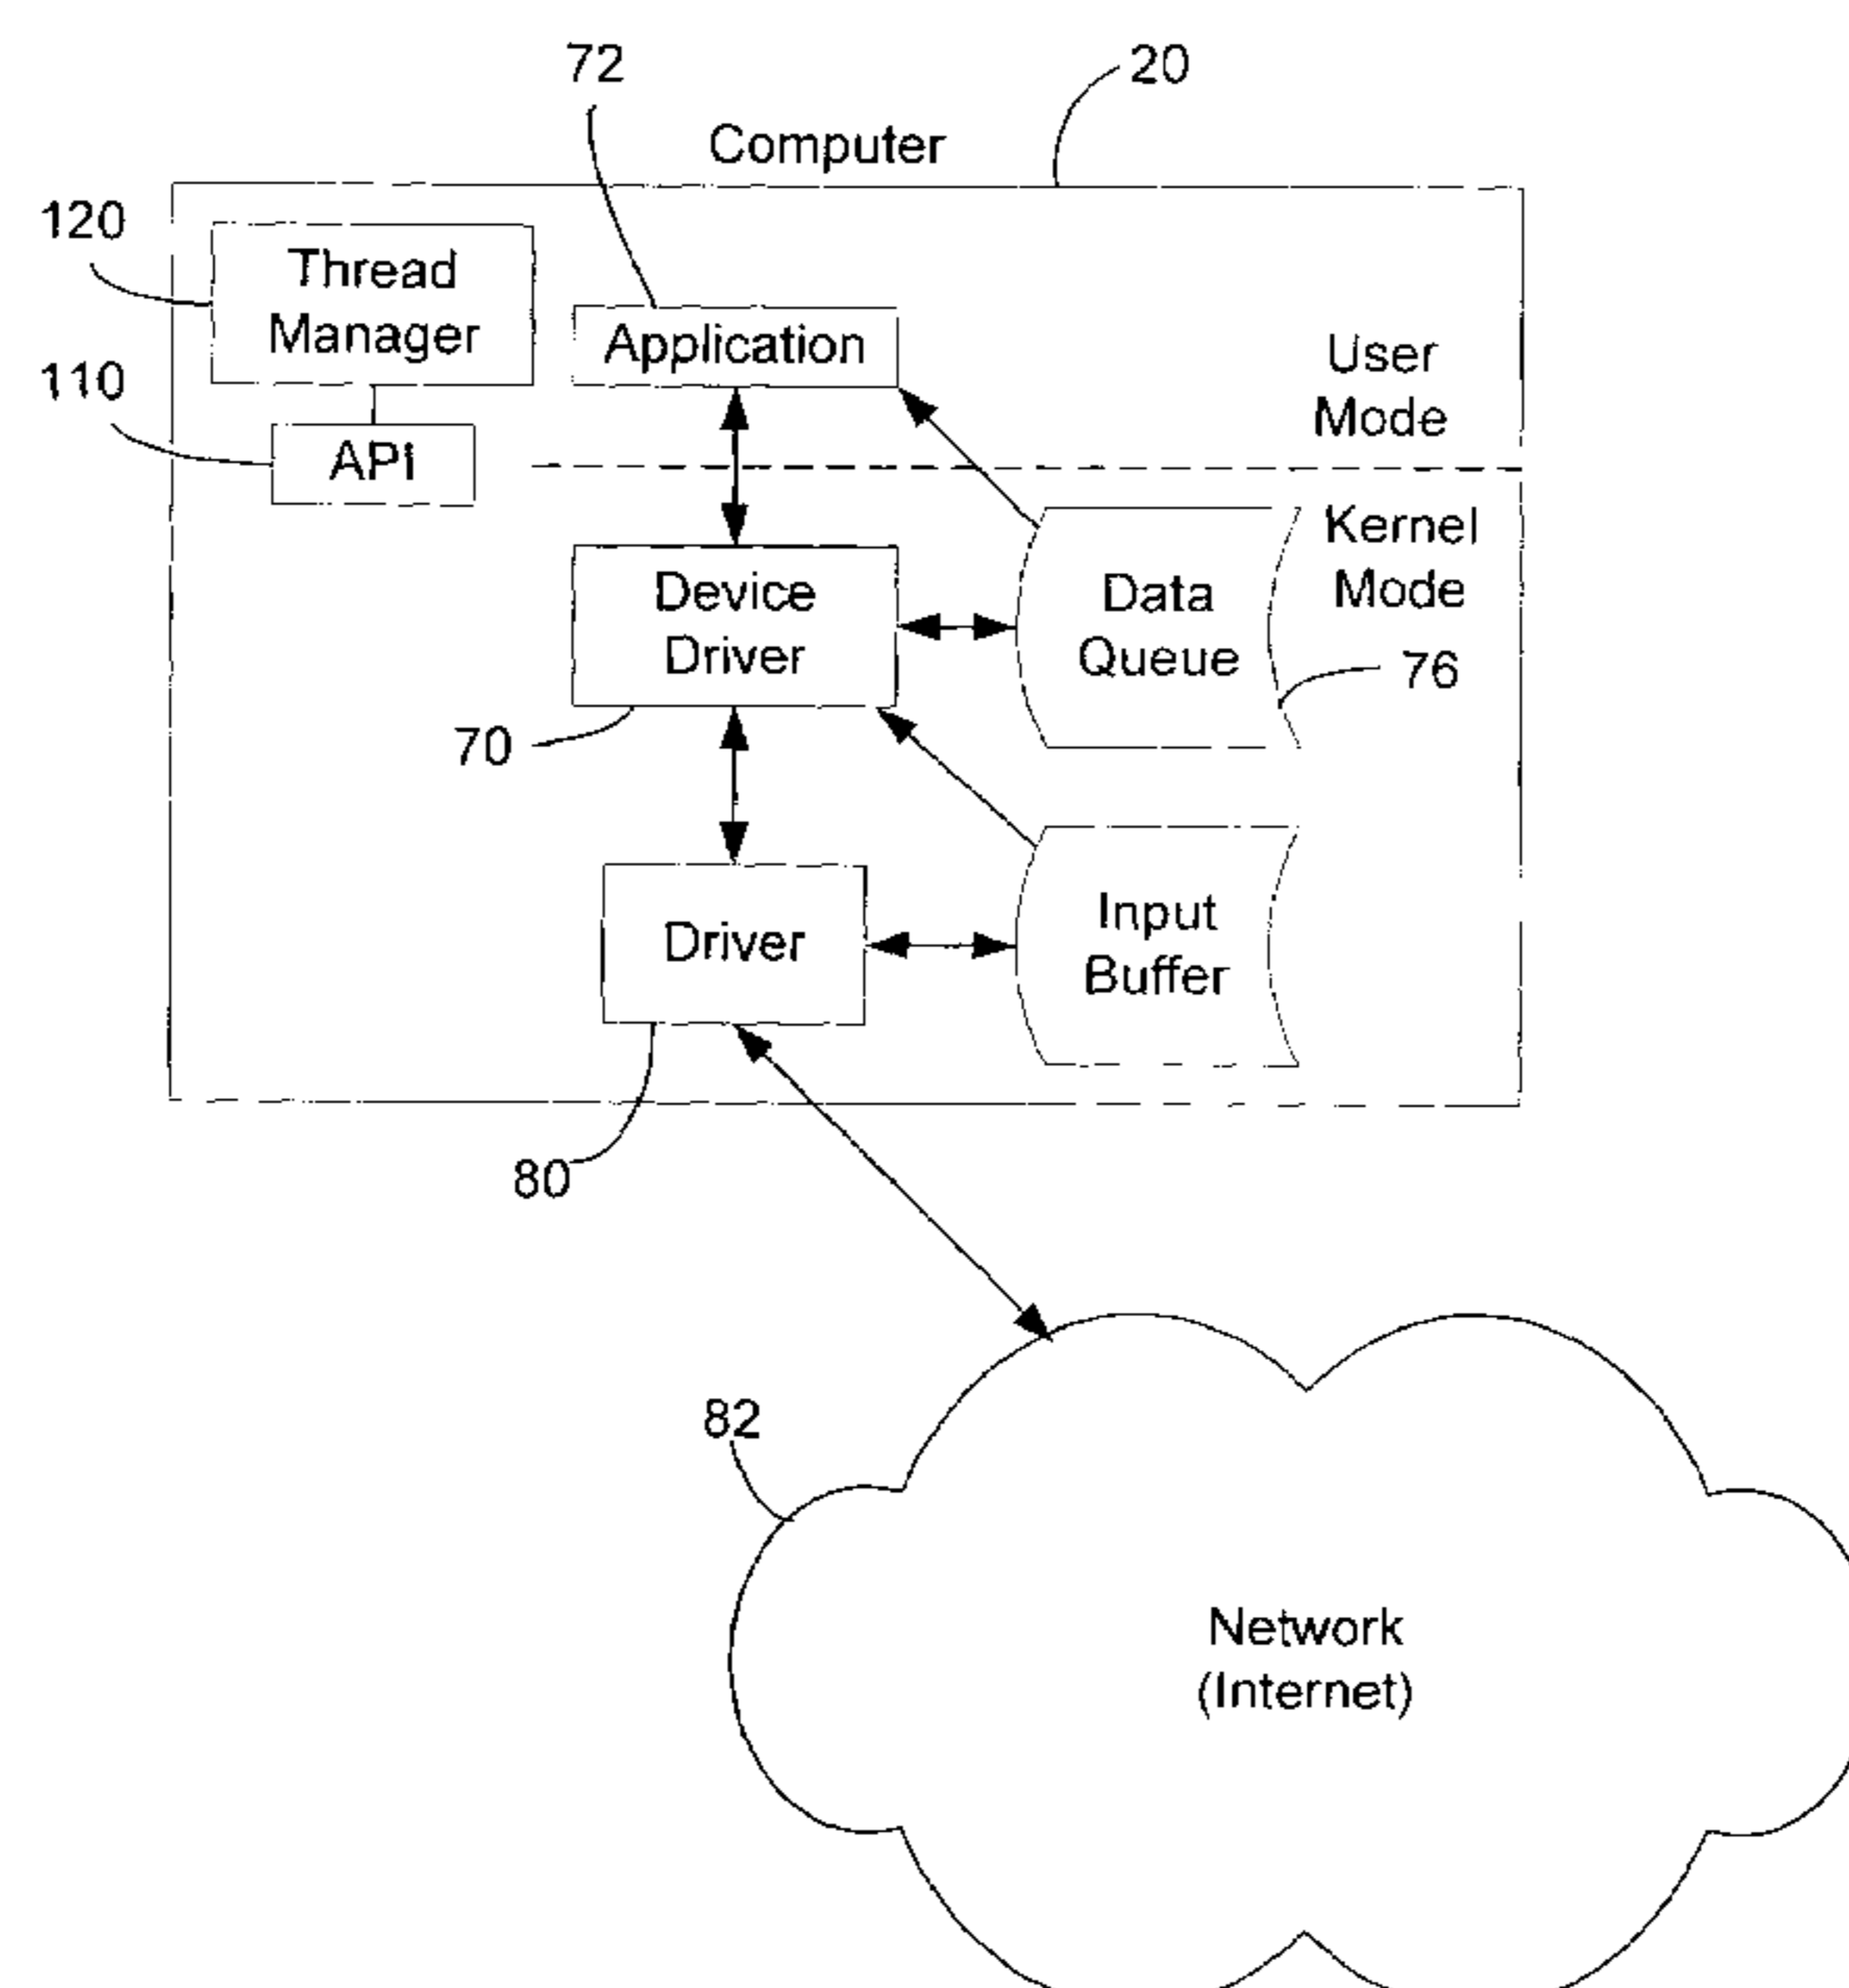 72
20
Computer
120
Thread
Manager
Application
User
Mode
110
API
Kernel
Mode
Device
Driver
Data
Queue
76
70
Driver
Input
Buffer
80
82
Network
(Internet)